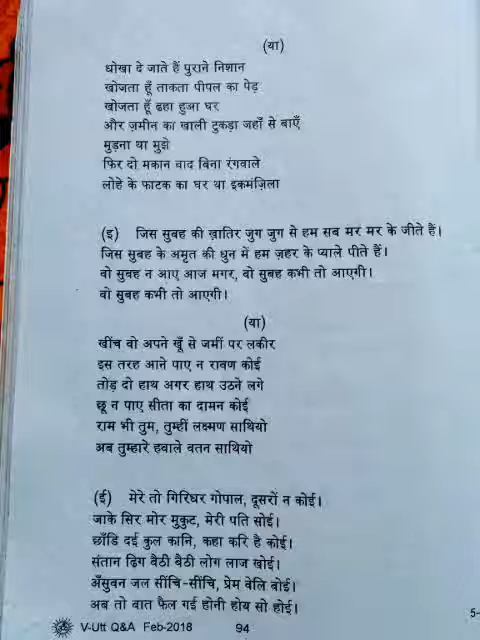 (या)
धोखा दे जाते हैं पुराने निशान
खोजता हूँ ताकता पीपल का पेड़
खोजता हूँ ढहा हुआ घर
और ज़मीन का खाली टुकड़ा जहाँ से बाएँ
मुड़ना था मुझे
फिर दो मकान बाद बिना रंगवाले
लोहे के फाटक का घर था इकमंज़िला
(इ) जिस सुबह की ख़ातिर जुग जुग से हम सब मर मर के जीते हैं।
जिस सुबह के अमृत की धुन में हम ज़हर के प्याले पीते हैं।
वो सुबह न आए आज मगर, वो सुबह कभी तो आएगी।
वो सुबह कभी तो आएगी।
(या)
खींच दो अपने खूँ से जमीं पर लकीर
इस तरह आने पाए न रावण कोई
तोड़ दो हाथ अगर हाथ उठने लगे
छू न पाए सीता का दामन कोई
राम भी तुम, तुम्हीं लक्ष्मण साथियो
अब तुम्हारे हवाले वतन साथियो
(ई) मेरे तो गिरिधर गोपाल, दूसरों न कोई।
जाके सिर मोर मुकुट, मेरी पति सोई।
छाँडि दई कुल कानि, कहा करि है कोई।
संतान ढिग बैठी बैठी लोग लाज खोई।
अँसुवन जल सींचि-सींचि, प्रेम वेलि बोई।
अब तो बात फैल गई होनी होय सो होई।
V-Utt Q&A Feb-2018 94
5-